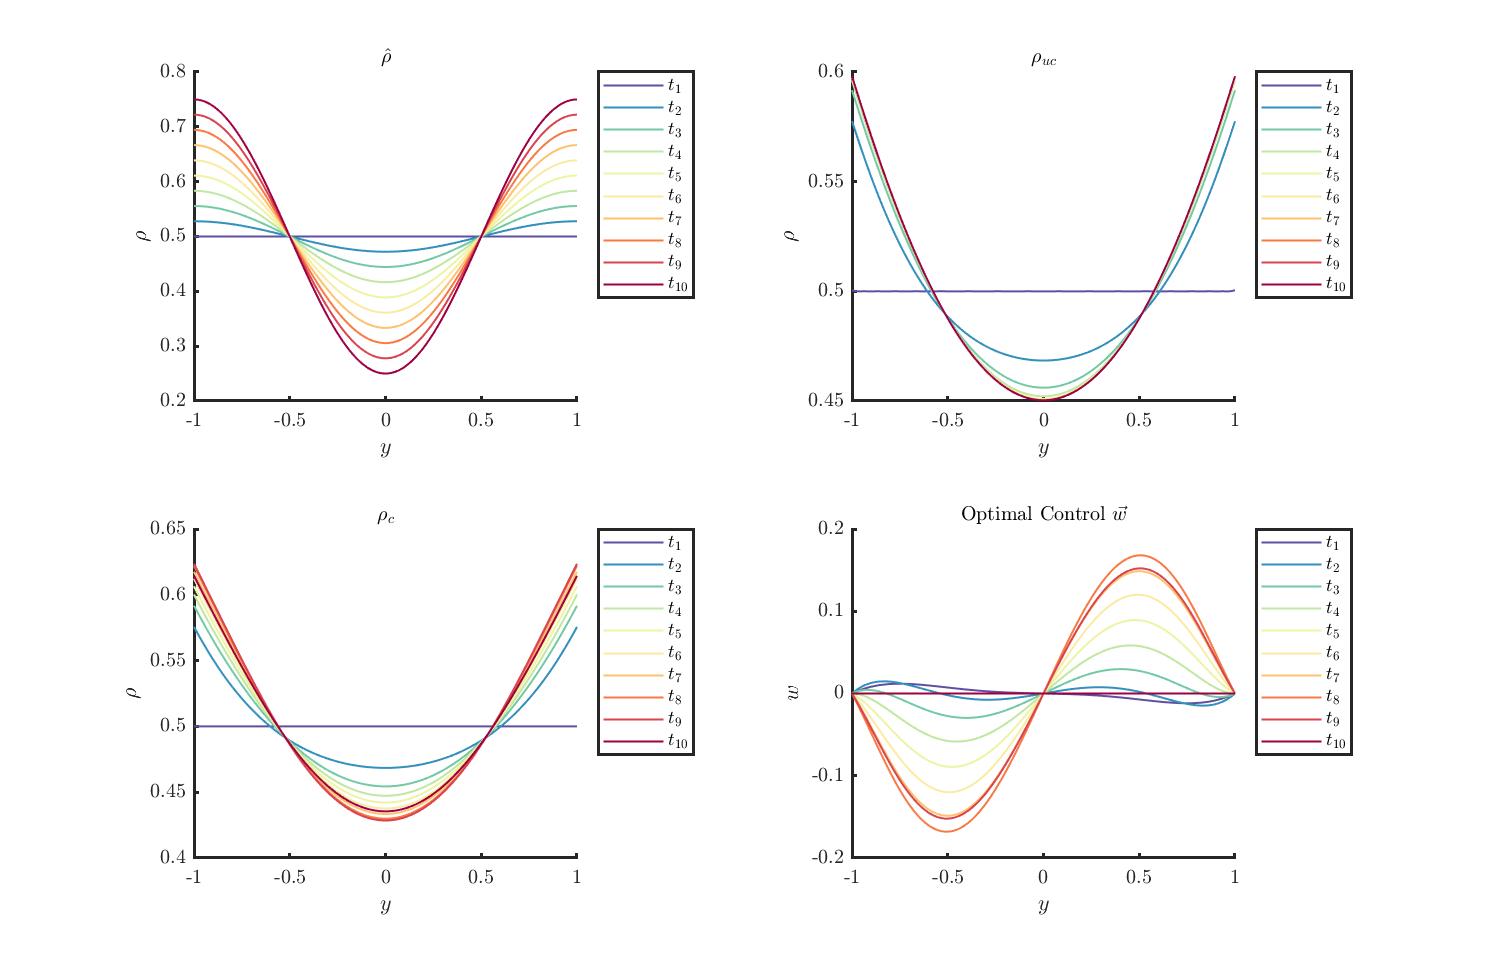 ρ̂
0.8
0.7
0.6
0.5
0.4
0.3
0.2
ρ
-1 -0.5 0 0.5 1
y
t₁
t₂
t₃
t₄
t₅
t₆
t₇
t₈
t₉
t₁₀
ρ_uc
0.6
0.55
0.5
0.45
ρ
-1 -0.5 0 0.5 1
y
t₁
t₂
t₃
t₄
t₅
t₆
t₇
t₈
t₉
t₁₀
ρ_c
0.65
0.6
0.55
0.5
0.45
0.4
ρ
-1 -0.5 0 0.5 1
y
t₁
t₂
t₃
t₄
t₅
t₆
t₇
t₈
t₉
t₁₀
Optimal Control w⃗
0.2
0.1
0
-0.1
-0.2
w
-1 -0.5 0 0.5 1
y
t₁
t₂
t₃
t₄
t₅
t₆
t₇
t₈
t₉
t₁₀